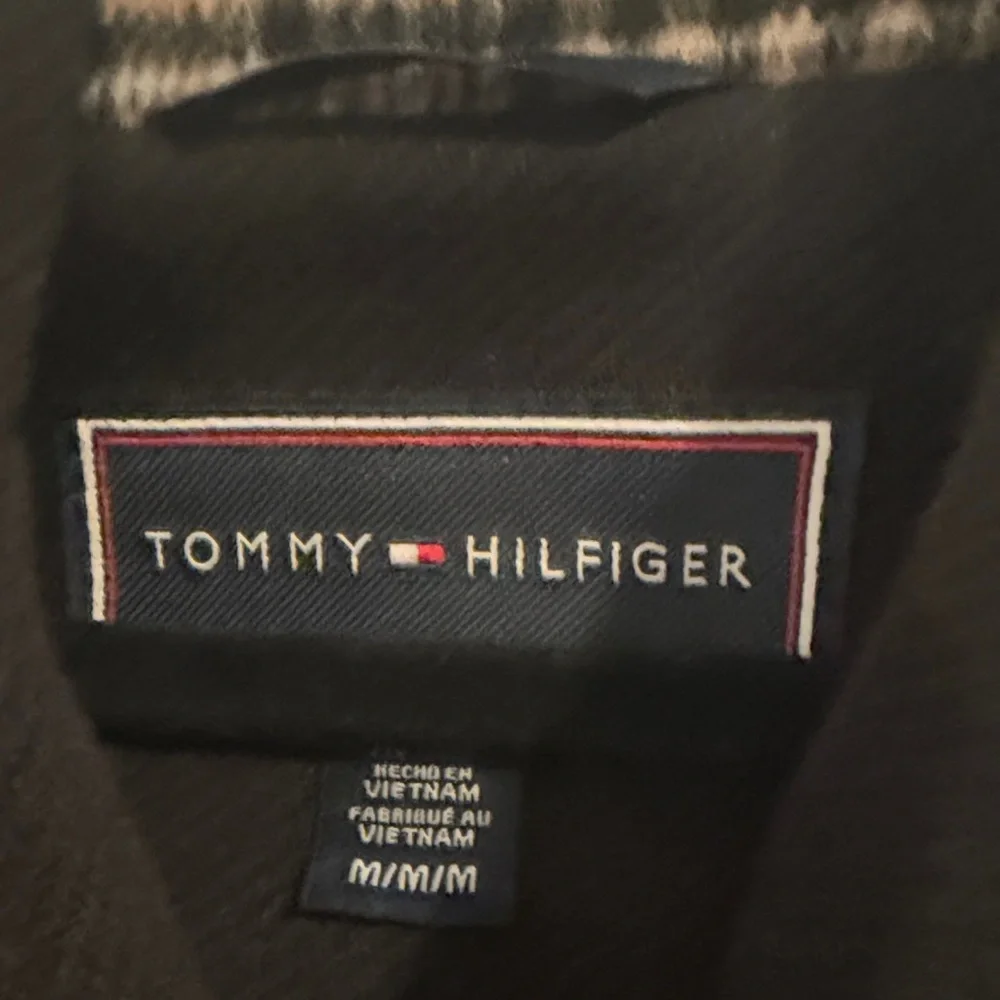 TOMMY HILFIGER
HECHO EN
VIETNAM
FABRIQUÉ AU
VIETNAM
M/M/M